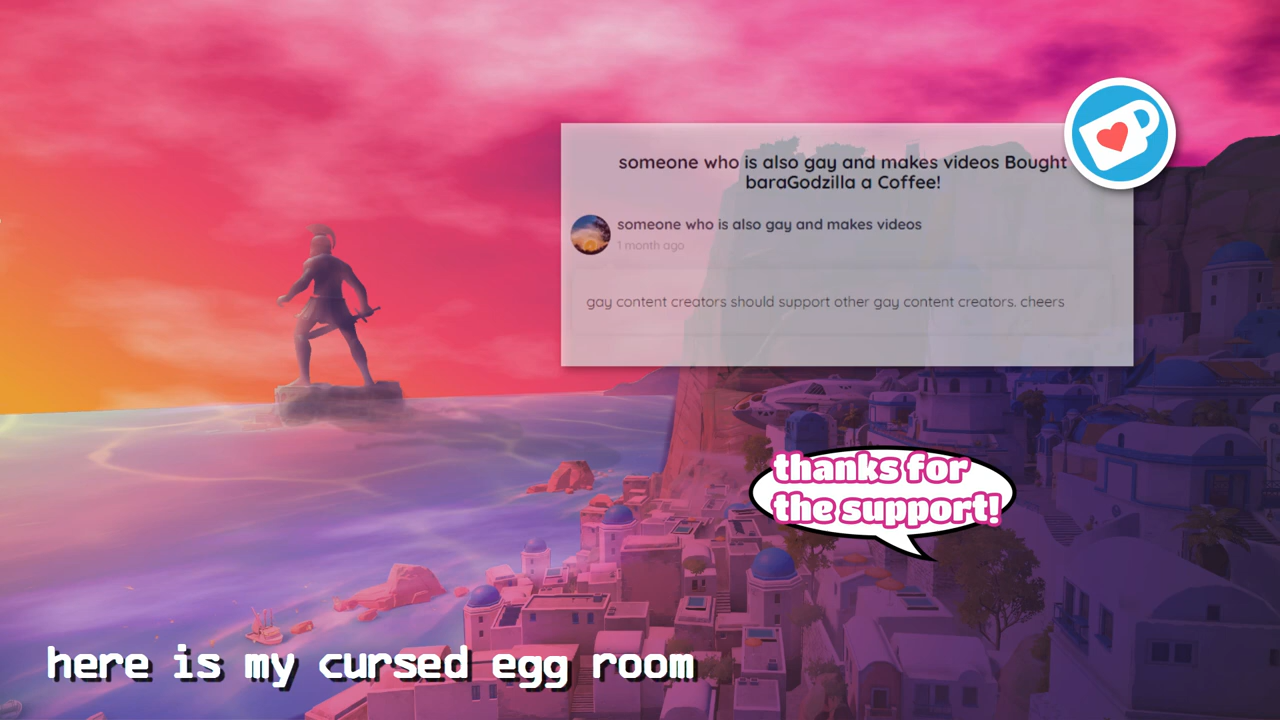 someone who is also gay and makes videos Bought
baraGodzilla a Coffee!
someone who is also gay and makes videos
1 month ago
gay content creators should support other gay content creators. cheers
thanks for
the support!
here is my cursed egg room